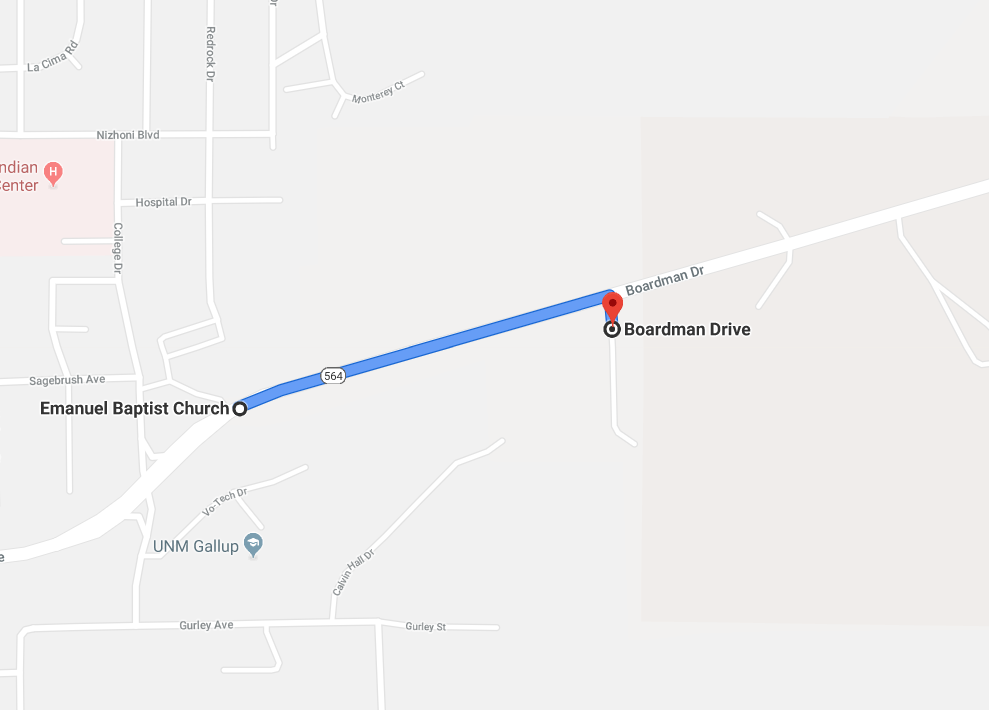 Dr
La Cima Rd
Redrock Dr
Monterey Ct
Nizhoni Blvd
ndian
Center
H
Hospital Dr
College Dr
Boardman Dr
Boardman Drive
564
Sagebrush Ave
Emanuel Baptist Church
Vo-Tech Dr
UNM Gallup
e
Calvin Hall Dr
Gurley Ave
Gurley St